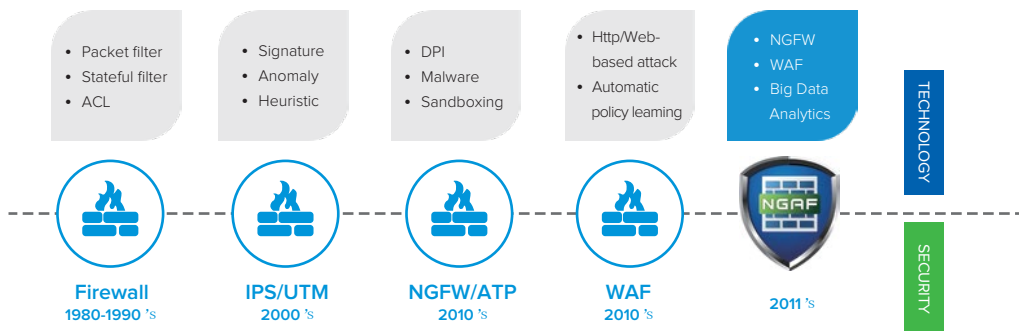 • Packet filter
• Stateful filter
• ACL
• Signature
• Anomaly
• Heuristic
• DPI
• Malware
• Sandboxing
• Http/Web-
based attack
• Automatic
policy leaming
• NGFW
• WAF
• Big Data
Analytics
TECHNOLOGY
NGAF
SECURITY
Firewall
1980-1990 's
IPS/UTM
2000 's
NGFW/ATP
2010 's
WAF
2010 's
2011 's